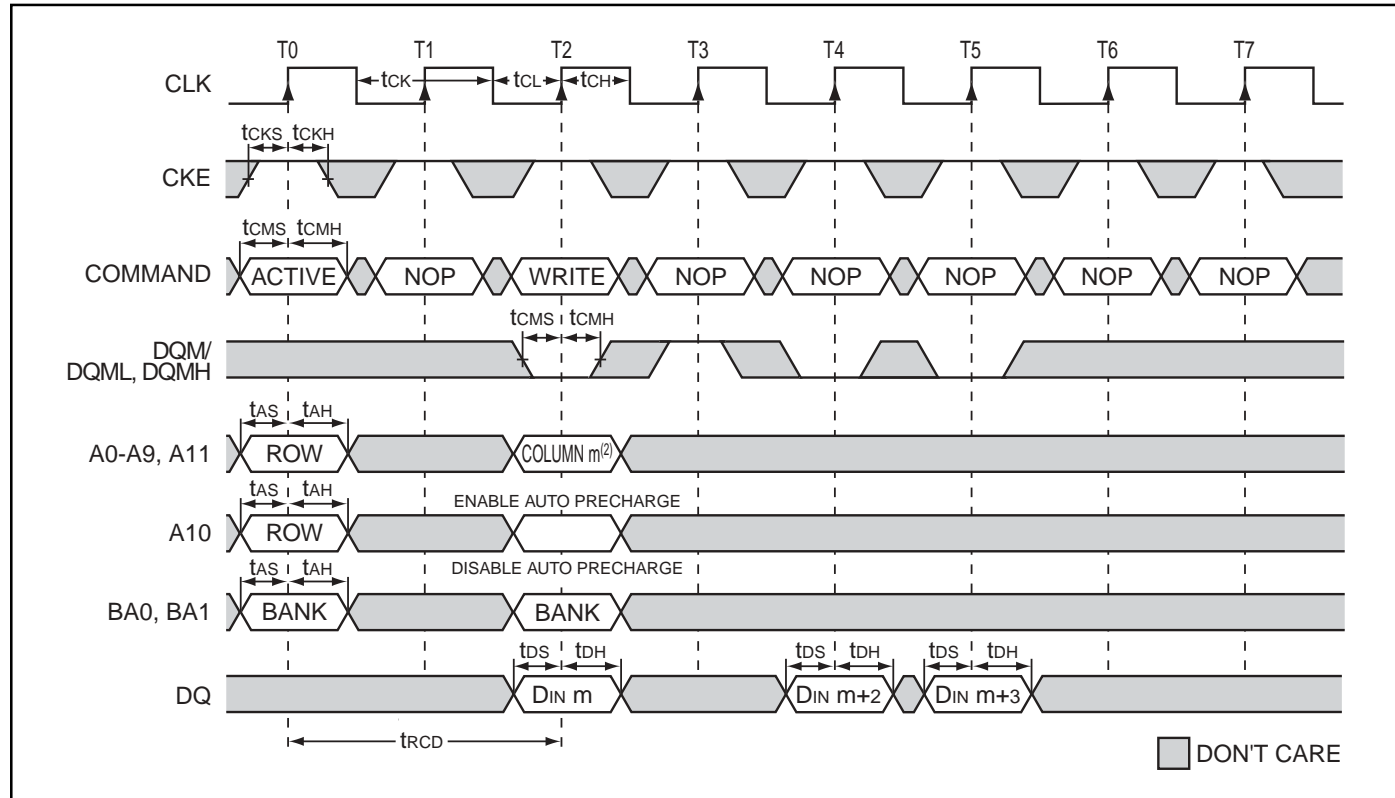 T0 T1 T2 T3 T4 T5 T6 T7
CLK tCK tCL tCH
tCKS tCKH
CKE
tCMS tCMH
COMMAND ACTIVE NOP WRITE NOP NOP NOP NOP NOP
tCMS tCMH
DQM/
DQML, DQMH
tAS tAH
A0-A9, A11 ROW COLUMN m(2)
tAS tAH ENABLE AUTO PRECHARGE
A10 ROW
tAS tAH DISABLE AUTO PRECHARGE
BA0, BA1 BANK BANK
tDS tDH tDS tDH tDS tDH
DQ DIN m DIN m+2 DIN m+3
tRCD
DON'T CARE